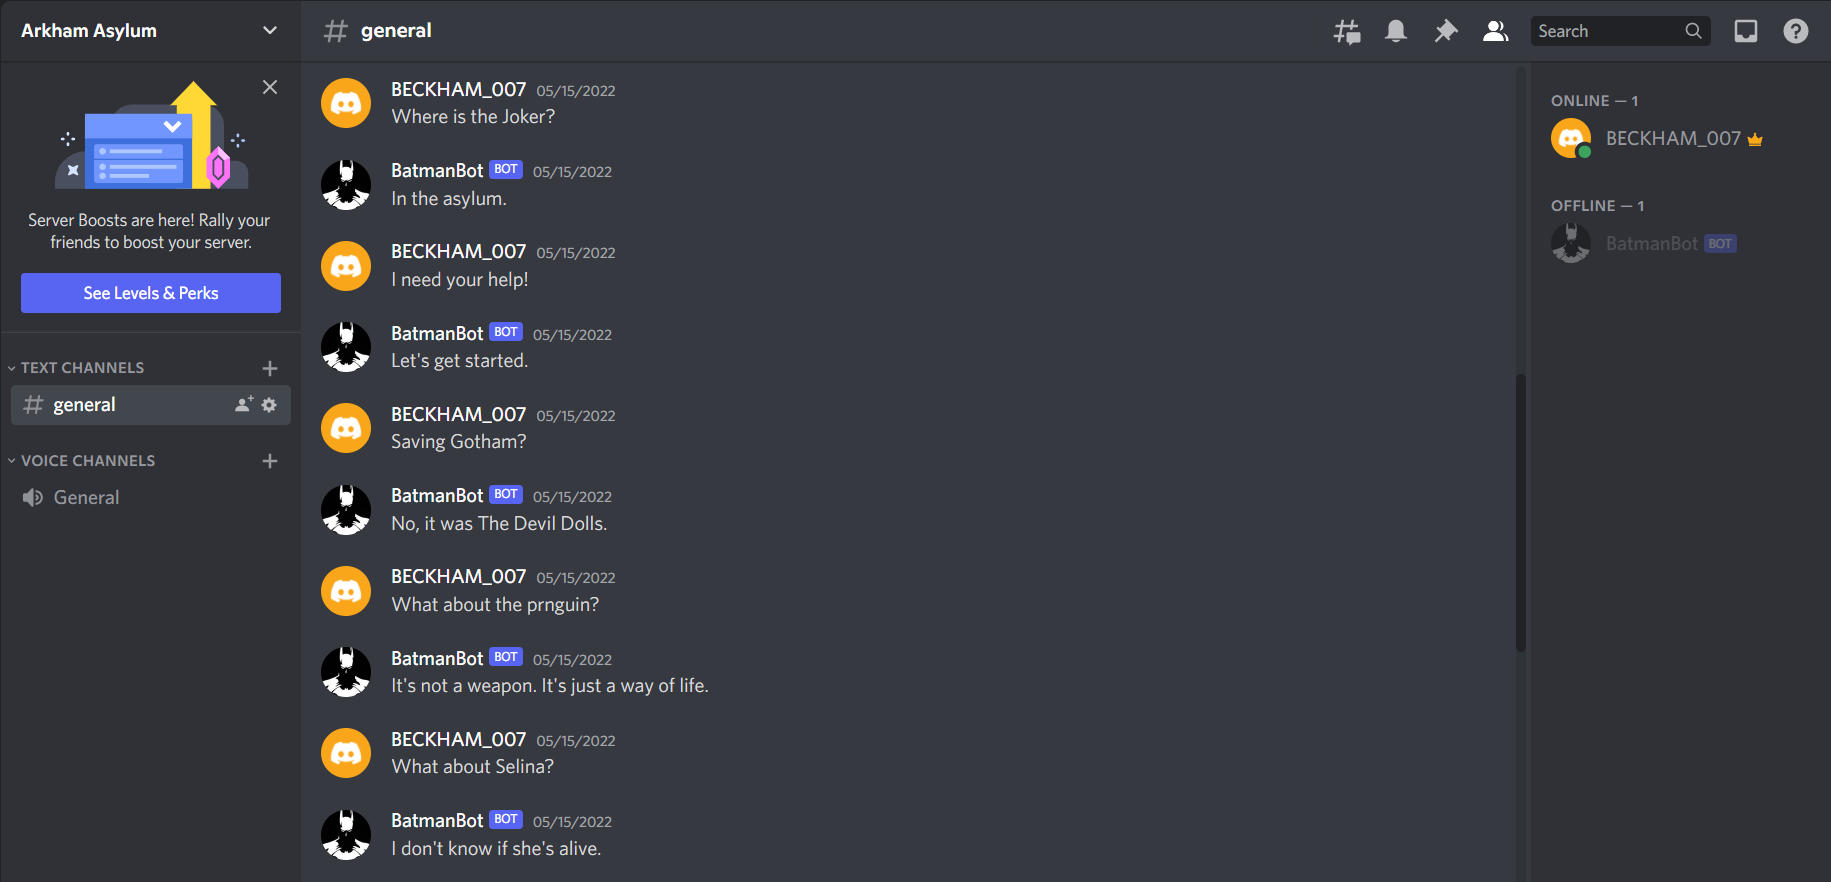 Arkham Asylum
Server Boosts are here! Rally your
friends to boost your server.
See Levels & Perks
TEXT CHANNELS
general
VOICE CHANNELS
General
general
Search
BECKHAM_007 05/15/2022
Where is the Joker?
BatmanBot BOT 05/15/2022
In the asylum.
BECKHAM_007 05/15/2022
I need your help!
BatmanBot BOT 05/15/2022
Let's get started.
BECKHAM_007 05/15/2022
Saving Gotham?
BatmanBot BOT 05/15/2022
No, it was The Devil Dolls.
BECKHAM_007 05/15/2022
What about the prnguin?
BatmanBot BOT 05/15/2022
It's not a weapon. It's just a way of life.
BECKHAM_007 05/15/2022
What about Selina?
BatmanBot BOT 05/15/2022
I don't know if she's alive.
ONLINE — 1
BECKHAM_007
OFFLINE — 1
BatmanBot BOT